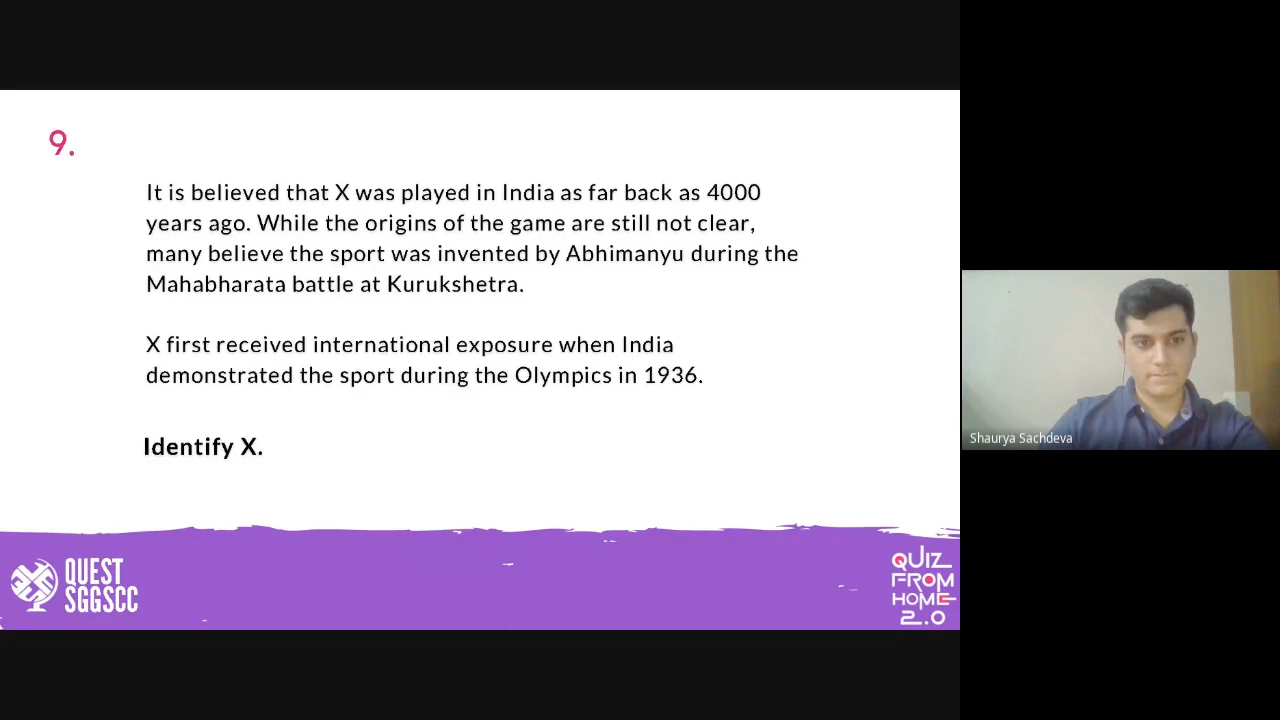 9.
It is believed that X was played in India as far back as 4000
years ago. While the origins of the game are still not clear,
many believe the sport was invented by Abhimanyu during the
Mahabharata battle at Kurukshetra.
X first received international exposure when India
demonstrated the sport during the Olympics in 1936.
Identify X.
Shaurya Sachdeva
QUEST
SGGSCC
QUIZ
FROM
HOME
2.0